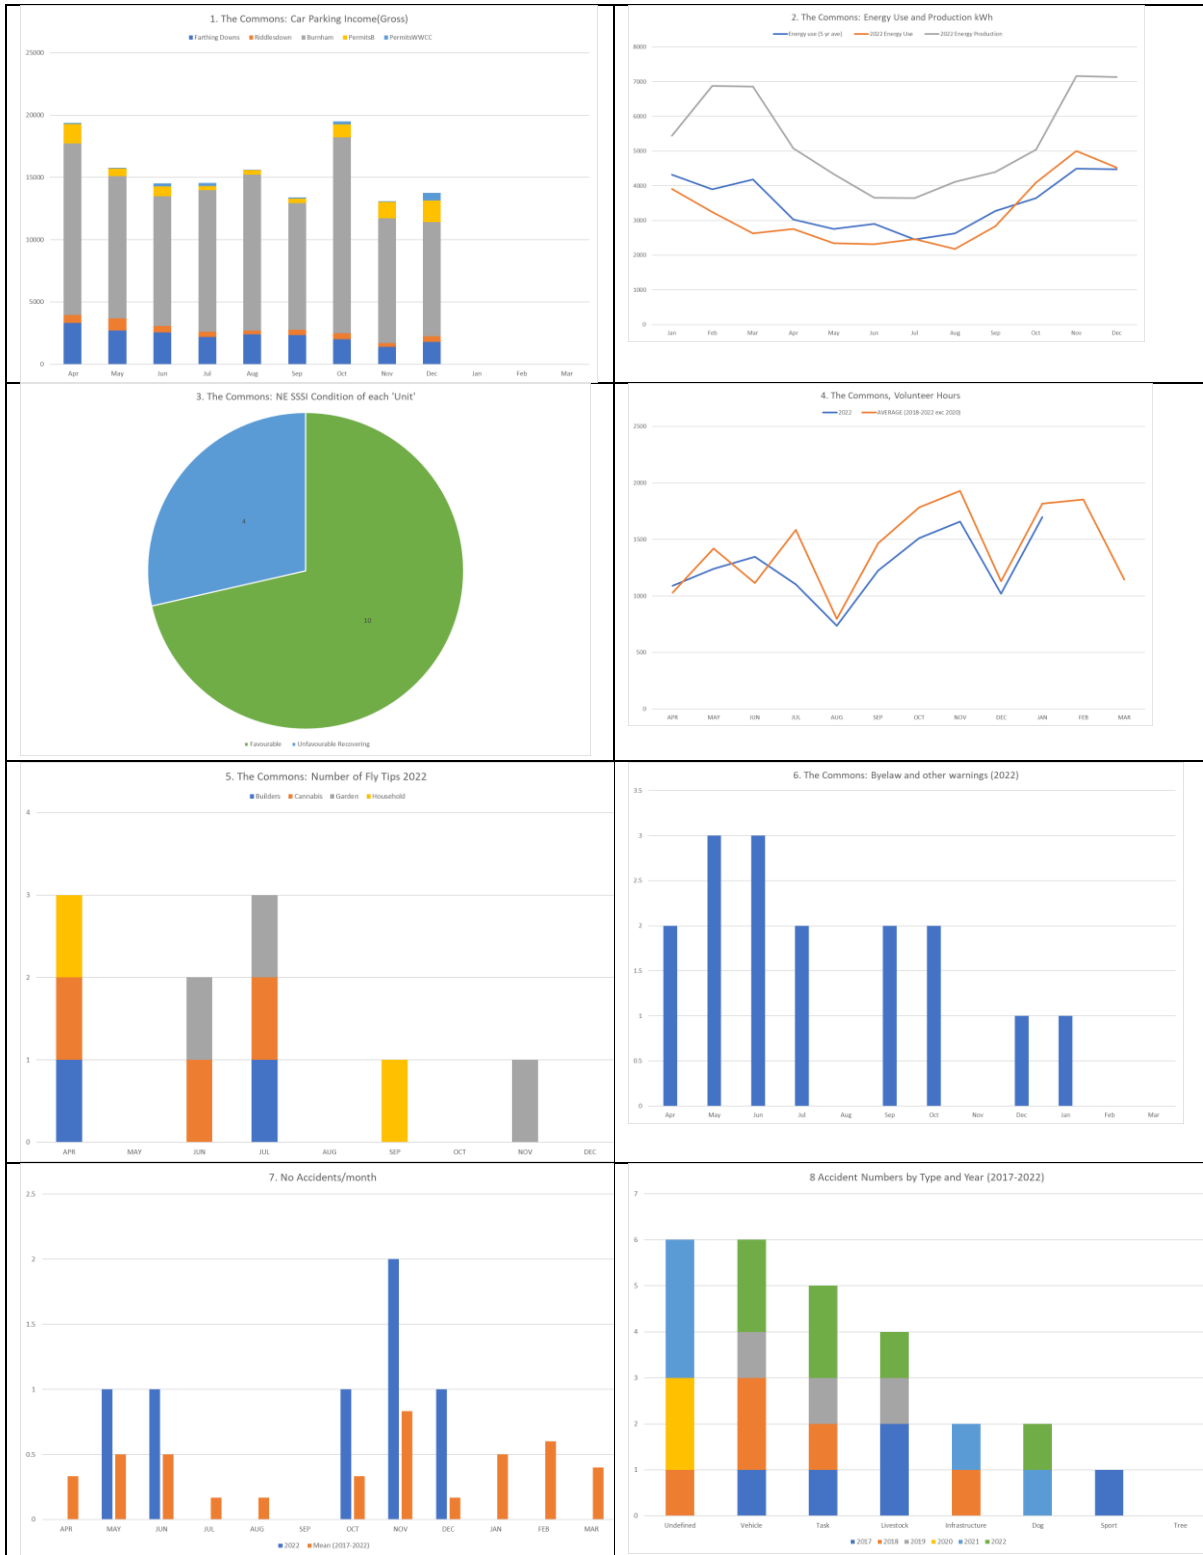 1. The Commons: Car Parking Income(Gross)
Farthing Downs Riddlesdown Burnham PermitsB PermitsWWCC
25000
20000
15000
10000
5000
0
Apr May Jun Jul Aug Sep Oct Nov Dec Jan Feb Mar
2. The Commons: Energy Use and Production kWh
Energy use (5 yr ave) 2022 Energy Use 2022 Energy Production
8000
7000
6000
5000
4000
3000
2000
1000
0
Jan Feb Mar Apr May Jun Jul Aug Sep Oct Nov Dec
3. The Commons: NE SSSI Condition of each 'Unit'
4
10
Favourable Unfavourable Recovering
4. The Commons, Volunteer Hours
2022 AVERAGE (2018-2022 exc 2020)
2500
2000
1500
1000
500
0
APR MAY JUN JUL AUG SEP OCT NOV DEC JAN FEB MAR
5. The Commons: Number of Fly Tips 2022
Builders Cannabis Garden Household
4
3
2
1
0
APR MAY JUN JUL AUG SEP OCT NOV DEC
6. The Commons: Byelaw and other warnings (2022)
3.5
3
2.5
2
1.5
1
0.5
0
Apr May Jun Jul Aug Sep Oct Nov Dec Jan Feb Mar
7. No Accidents/month
2.5
2
1.5
1
0.5
0
APR MAY JUN JUL AUG SEP OCT NOV DEC JAN FEB MAR
2022 Mean (2017-2022)
8 Accident Numbers by Type and Year (2017-2022)
7
6
5
4
3
2
1
0
Undefined Vehicle Task Livestock Infrastructure Dog Sport Tree
2017 2018 2019 2020 2021 2022